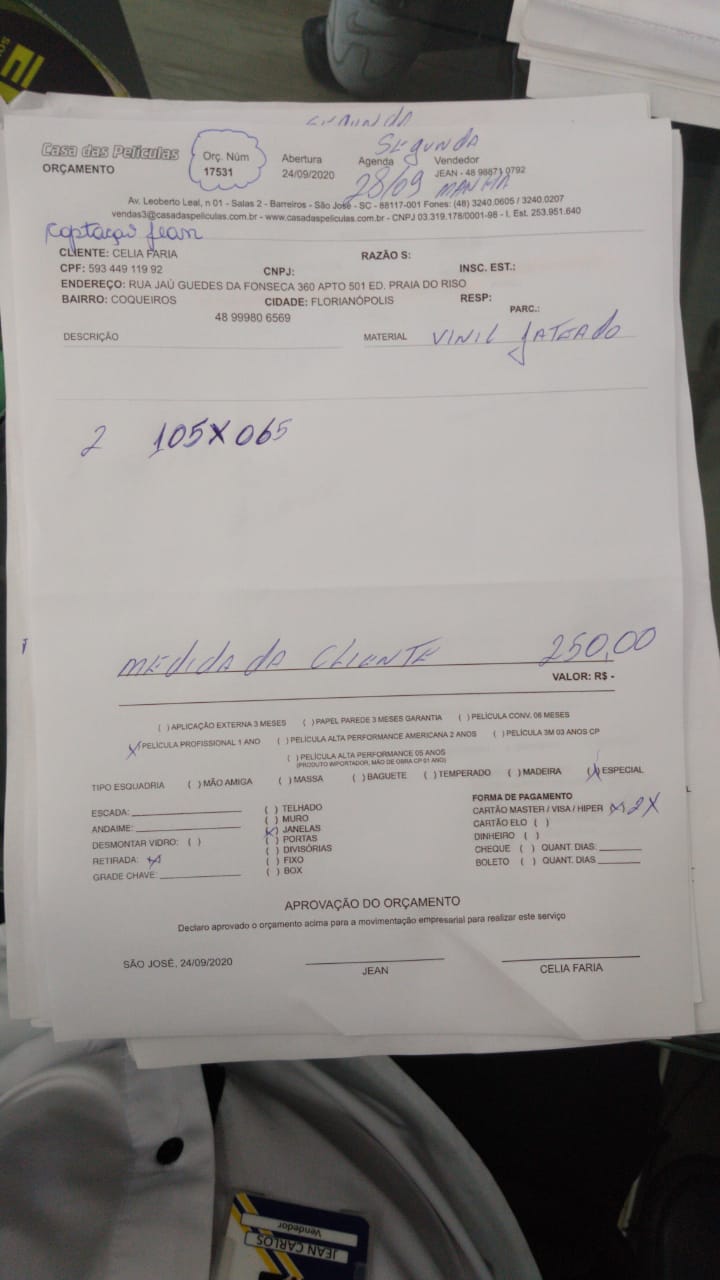 SEGUNDA
Casa das Películas
ORÇAMENTO
Orç. Núm
17531
Abertura
24/09/2020
Agenda
28/09 MANHÃ
Vendedor
JEAN - 48 98871 0792
Av. Leoberto Leal, n 01 - Salas 2 - Barreiros - São José - SC - 88117-001 Fones: (48) 3240.0605 / 3240.0207
vendas3@casadaspeliculas.com.br - www.casadaspeliculas.com.br - CNPJ 03.319.178/0001-98 - I. Est. 253.951.640
Captação Jean
CLIENTE: CELIA FARIA RAZÃO S:
CPF: 593 449 119 92 CNPJ: INSC. EST.:
ENDEREÇO: RUA JAÚ GUEDES DA FONSECA 360 APTO 501 ED. PRAIA DO RISO
BAIRRO: COQUEIROS CIDADE: FLORIANÓPOLIS RESP:
48 99980 6569 PARC.:
DESCRIÇÃO MATERIAL VINIL JATEADO
2 105X065
MEDIDA DA CLIENTE 250,00
VALOR: R$ -
( ) APLICAÇÃO EXTERNA 3 MESES ( ) PAPEL PAREDE 3 MESES GARANTIA ( ) PELÍCULA CONV. 06 MESES
(X) PELÍCULA PROFISSIONAL 1 ANO ( ) PELÍCULA ALTA PERFORMANCE AMERICANA 2 ANOS ( ) PELÍCULA 3M 03 ANOS CP
( ) PELÍCULA ALTA PERFORMANCE 05 ANOS
(PRODUTO IMPORTADOR, MÃO DE OBRA CP 01 ANO)
TIPO ESQUADRIA ( ) MÃO AMIGA ( ) MASSA ( ) BAGUETE ( ) TEMPERADO ( ) MADEIRA (X) ESPECIAL
ESCADA:
ANDAIME:
DESMONTAR VIDRO: ( )
RETIRADA: X
GRADE CHAVE:
( ) TELHADO
( ) MURO
(X) JANELAS
( ) PORTAS
( ) DIVISÓRIAS
( ) FIXO
( ) BOX
FORMA DE PAGAMENTO
CARTÃO MASTER / VISA / HIPER (X) 2X
CARTÃO ELO ( )
DINHEIRO ( )
CHEQUE ( ) QUANT. DIAS:
BOLETO ( ) QUANT. DIAS
APROVAÇÃO DO ORÇAMENTO
Declaro aprovado o orçamento acima para a movimentação empresarial para realizar este serviço
SÃO JOSÉ, 24/09/2020
JEAN
CELIA FARIA
JEAN CARLOS
Vendedor